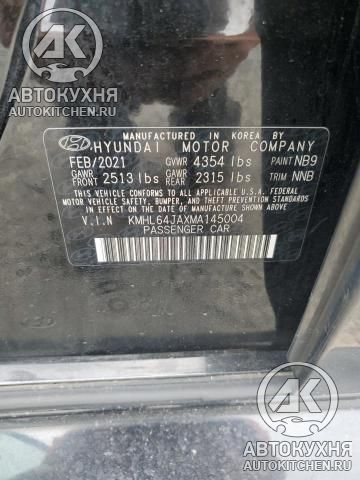 АК
АВТОКУХНЯ
AUTOKITCHEN.RU
MANUFACTURED IN KOREA BY
HYUNDAI MOTOR COMPANY
FEB/2021 GVWR 4354 lbs PAINT NB9
GAWR FRONT 2513 lbs GAWR REAR 2315 lbs TRIM NNB
THIS VEHICLE CONFORMS TO ALL APPLICABLE U.S.A. FEDERAL
MOTOR VEHICLE SAFETY, BUMPER, AND THEFT PREVENTION
STANDARDS IN EFFECT ON THE DATE OF MANUFACTURE SHOWN ABOVE.
V.I.N KMHL64JAXMA145004
PASSENGER CAR
АК
АВТОКУХНЯ
AUTOKITCHEN.RU